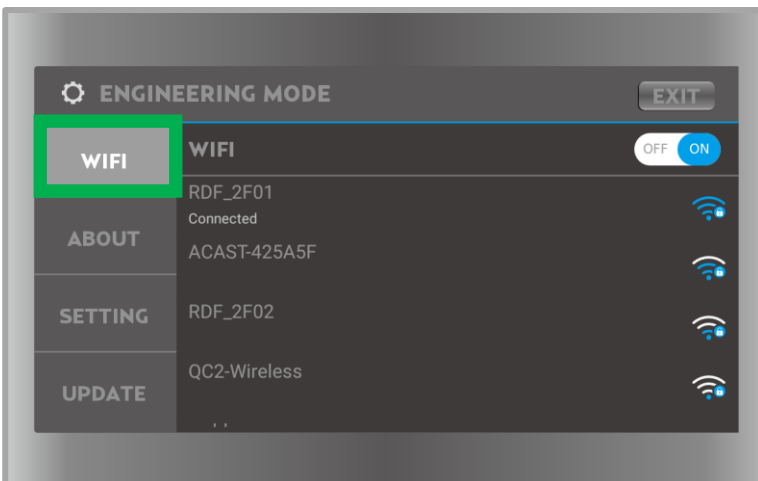 ENGINEERING MODE
EXIT
WIFI
WIFI
OFF ON
RDF_2F01
Connected
ABOUT
ACAST-425A5F
SETTING
RDF_2F02
QC2-Wireless
UPDATE